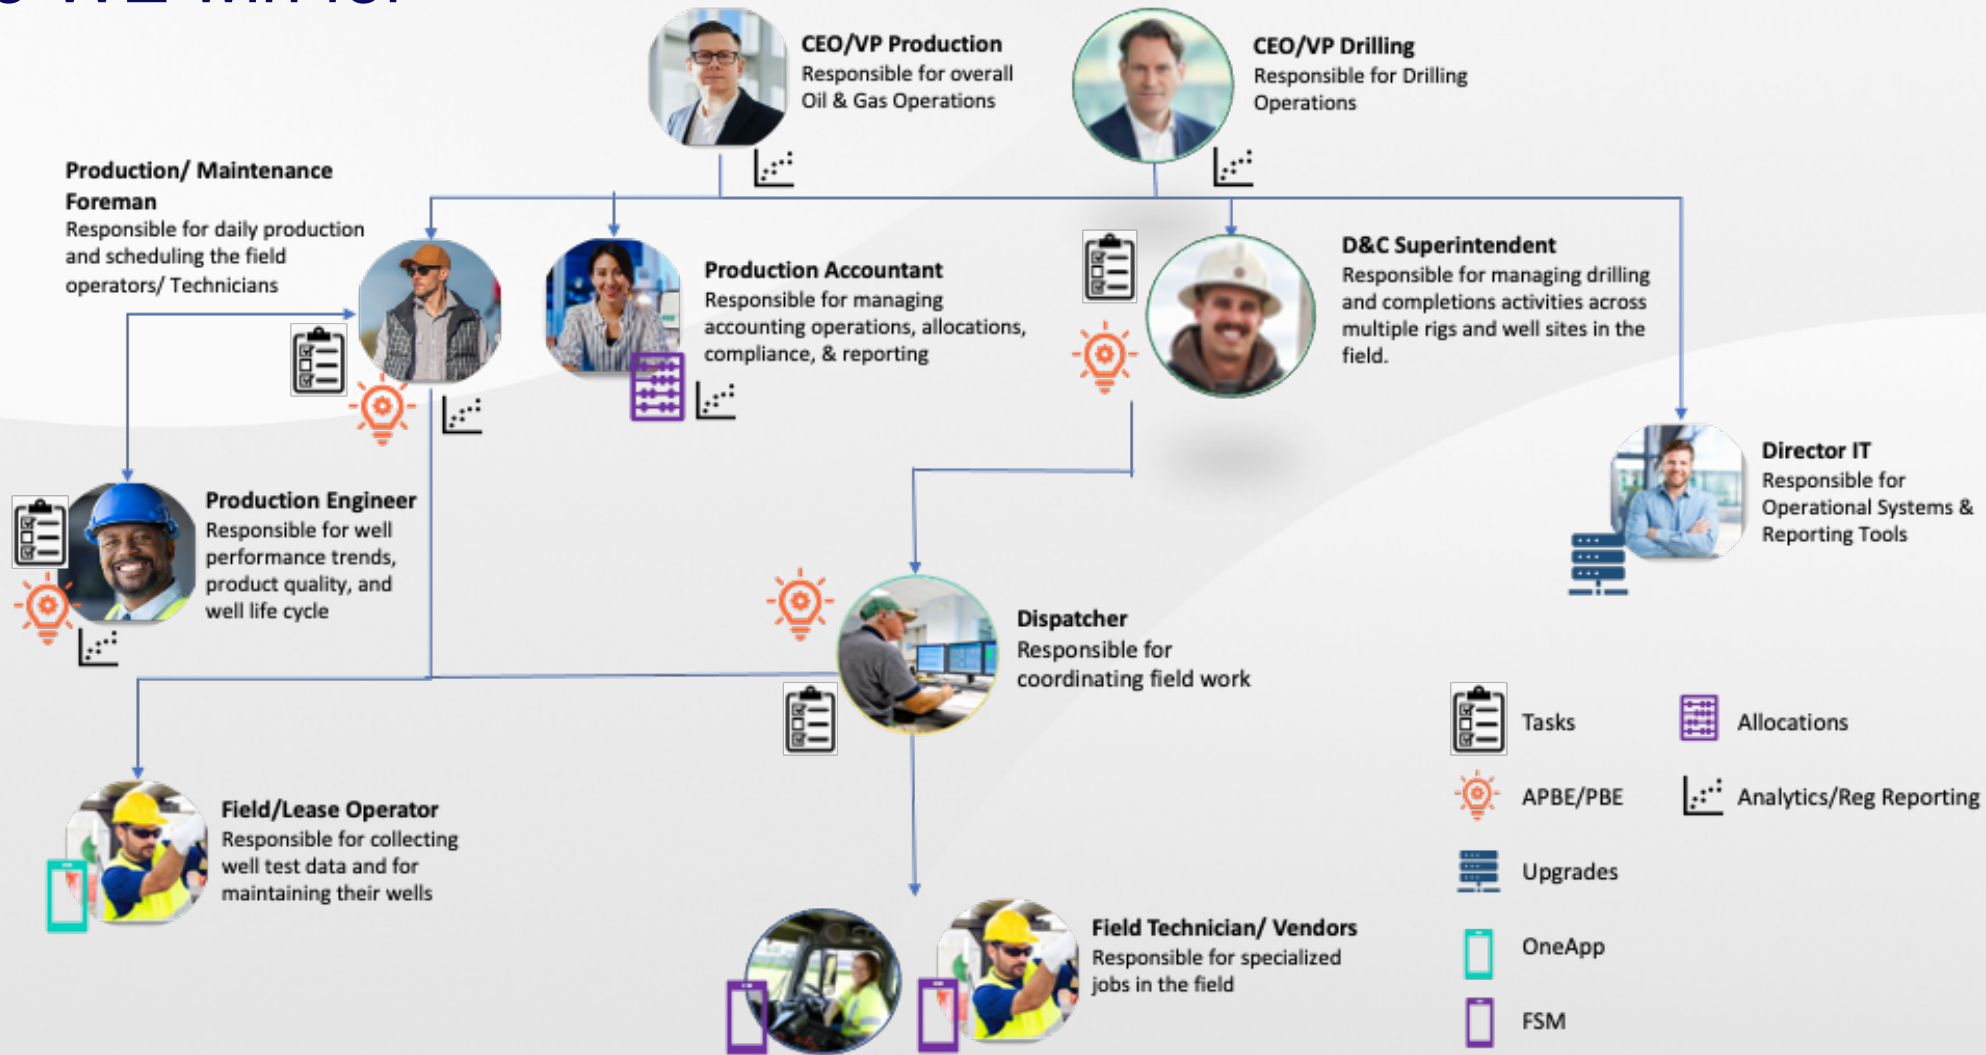 CEO/VP Production
Responsible for overall
Oil & Gas Operations
CEO/VP Drilling
Responsible for Drilling
Operations
Production/ Maintenance
Foreman
Responsible for daily production
and scheduling the field
operators/ Technicians
Production Accountant
Responsible for managing
accounting operations, allocations,
compliance, & reporting
D&C Superintendent
Responsible for managing drilling
and completions activities across
multiple rigs and well sites in the
field.
Production Engineer
Responsible for well
performance trends,
product quality, and
well life cycle
Director IT
Responsible for
Operational Systems &
Reporting Tools
Dispatcher
Responsible for
coordinating field work
Field/Lease Operator
Responsible for collecting
well test data and for
maintaining their wells
Field Technician/ Vendors
Responsible for specialized
jobs in the field
Tasks
Allocations
APBE/PBE
Analytics/Reg Reporting
Upgrades
OneApp
FSM